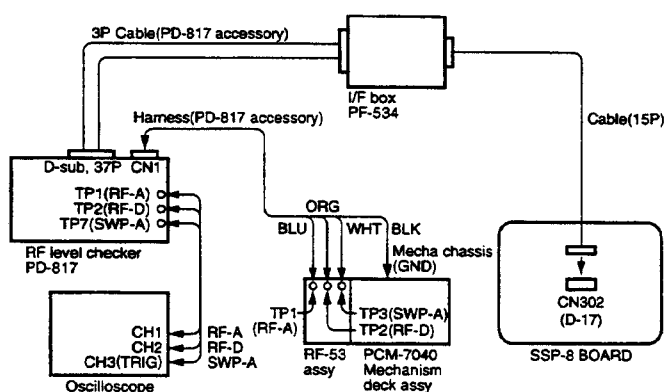 3P Cable(PD-817 accessory)
I/F box
PF-534
Harness(PD-817 accessory)
Cable(15P)
D-sub, 37P CN1
TP1(RF-A)
TP2(RF-D)
TP7(SWP-A)
RF level checker
PD-817
ORG
BLU
WHT
BLK
Mecha chassis
(GND)
TP1
(RF-A)
TP3(SWP-A)
TP2(RF-D)
RF-53
assy
PCM-7040
Mechanism
deck assy
CN302
(D-17)
SSP-8 BOARD
CH1 RF-A
CH2 RF-D
CH3(TRIG) SWP-A
Oscilloscope